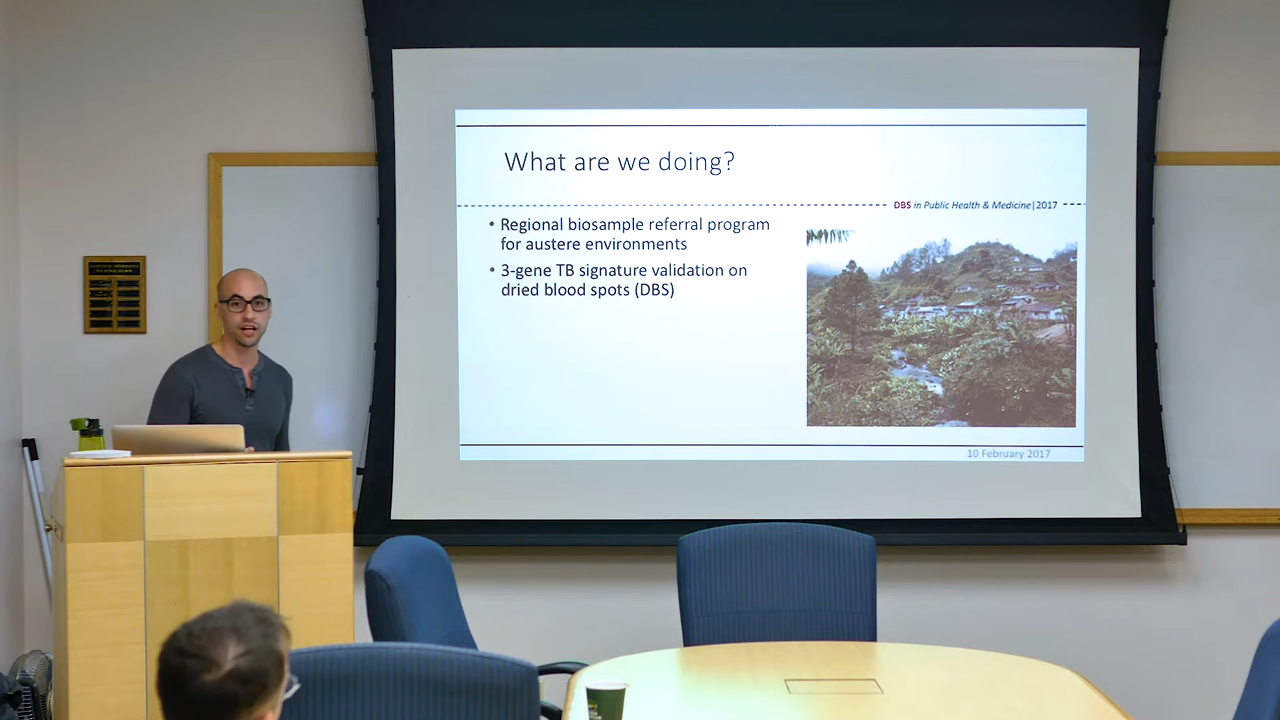 What are we doing?
DBS in Public Health & Medicine|2017
• Regional biosample referral program
for austere environments
• 3-gene TB signature validation on
dried blood spots (DBS)
10 February 2017